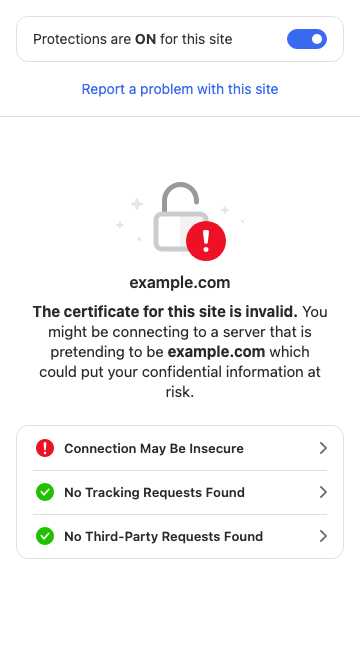 Protections are ON for this site
Report a problem with this site
example.com
The certificate for this site is invalid. You
might be connecting to a server that is
pretending to be example.com which
could put your confidential information at
risk.
Connection May Be Insecure
No Tracking Requests Found
No Third-Party Requests Found